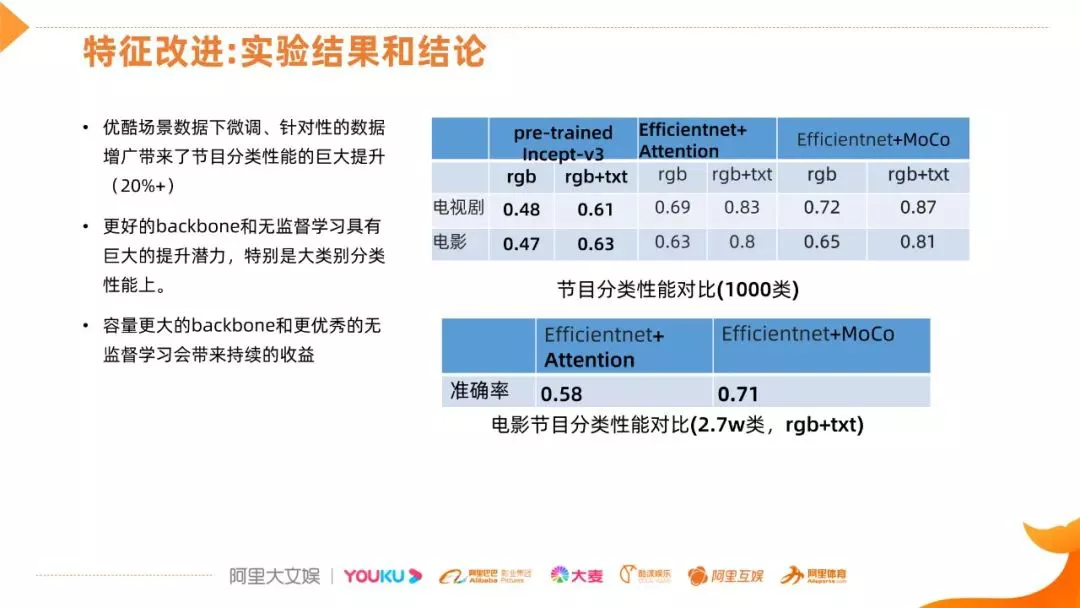 特征改进:实验结果和结论
• 优酷场景数据下微调、针对性的数据
增广带来了节目分类性能的巨大提升
（20%+）
• 更好的backbone和无监督学习具有
巨大的提升潜力，特别是大类别分类
性能上。
• 容量更大的backbone和更优秀的无
监督学习会带来持续的收益
pre-trained Incept-v3 Efficientnet+ Attention Efficientnet+MoCo
rgb rgb+txt rgb rgb+txt rgb rgb+txt
电视剧 0.48 0.61 0.69 0.83 0.72 0.87
电影 0.47 0.63 0.63 0.8 0.65 0.81
节目分类性能对比(1000类)
Efficientnet+ Attention Efficientnet+MoCo
准确率 0.58 0.71
电影节目分类性能对比(2.7w类，rgb+txt)
阿里大文娱 YOUKU 阿里巴巴 影业集团 Alibaba Pictures 大麦 酷漾娱乐 阿里互娱 阿里体育 Alisports.com